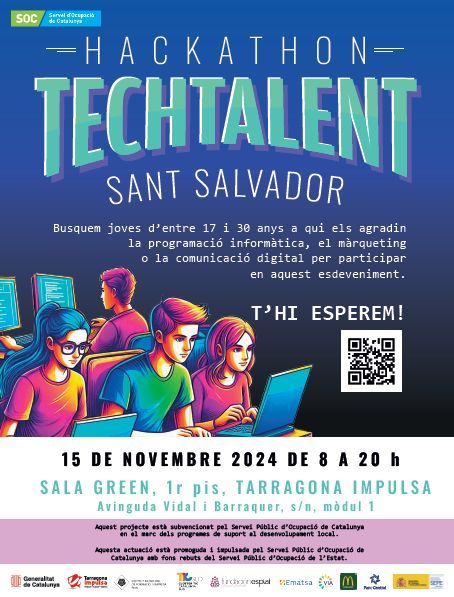 SOC
Servei d'Ocupació
de Catalunya
HACKATHON
TECHTALENT
SANT SALVADOR
Busquem joves d'entre 17 i 30 anys a qui els agradin
la programació informàtica, el màrqueting
o la comunicació digital per participar
en aquest esdeveniment.
T'HI ESPEREM!
15 DE NOVEMBRE 2024 DE 8 A 20 h
SALA GREEN, 1r pis, TARRAGONA IMPULSA
Avinguda Vidal i Barraquer, s/n, mòdul 1
Aquest projecte està subvencionat pel Servei Públic d'Ocupació de Catalunya
en el marc dels programes de suport al desenvolupament local.
Aquesta actuació està promoguda i impulsada pel Servei Públic d'Ocupació de
Catalunya amb fons rebuts del Servei Públic d'Ocupació de l'Estat.
Generalitat
de Catalunya
Tarragona
impulsa
fundacionesplai
Ematsa
VIA
Parc Central
SEPE